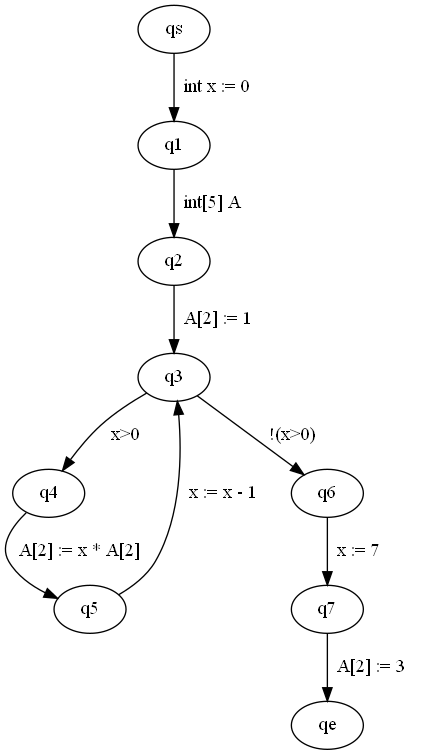 qs
int x := 0
q1
int[5] A
q2
A[2] := 1
q3
x>0
!(x>0)
q4
x := x - 1
q6
A[2] := x * A[2]
x := 7
q5
q7
A[2] := 3
qe